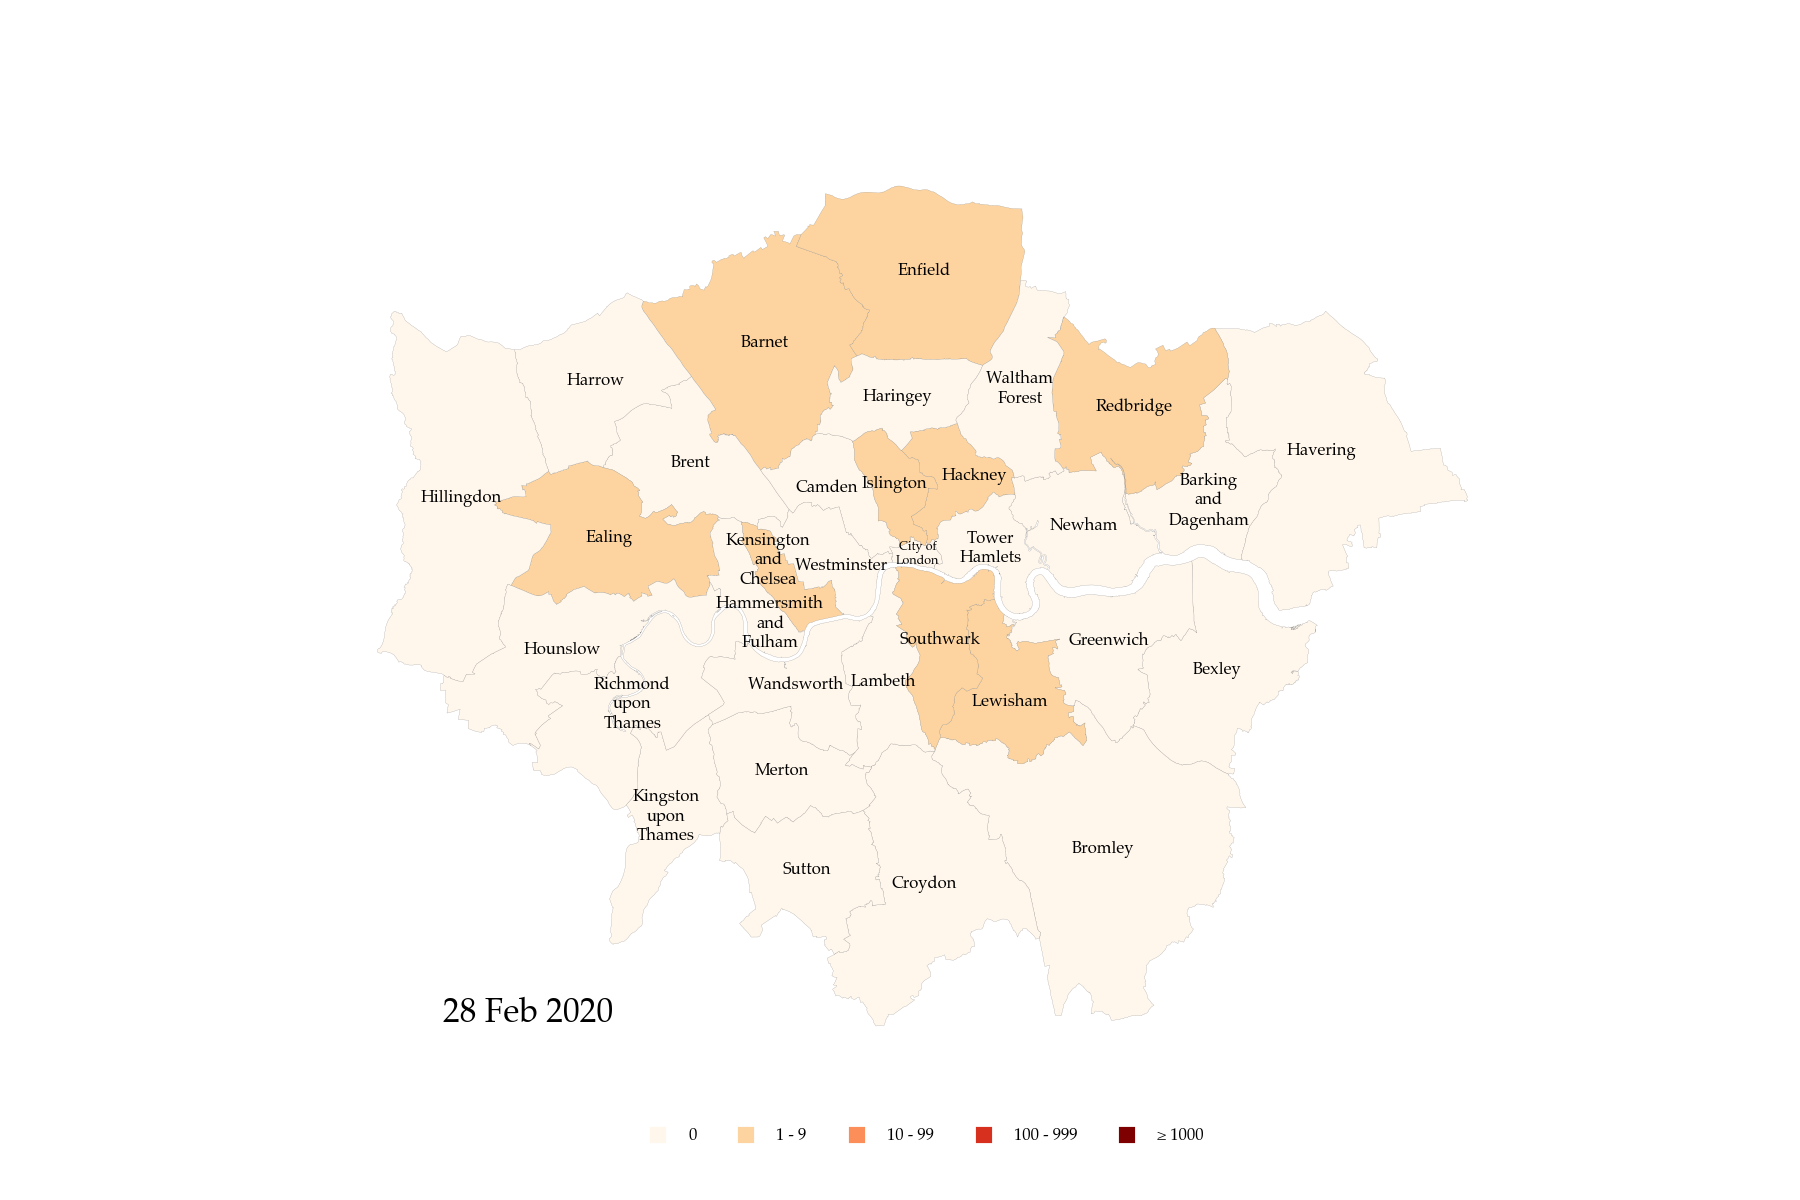 Enfield
Barnet
Harrow
Haringey
Waltham
Forest
Redbridge
Havering
Brent
Camden
Islington
Hackney
Hillingdon
Barking
and
Dagenham
Newham
Ealing
Kensington
and
Chelsea
Westminster
City of
London
Tower
Hamlets
Hammersmith
and
Fulham
Hounslow
Southwark
Greenwich
Bexley
Richmond
upon
Thames
Wandsworth
Lambeth
Lewisham
Merton
Kingston
upon
Thames
Bromley
Sutton
Croydon
28 Feb 2020
0 1 - 9 10 - 99 100 - 999 ≥ 1000